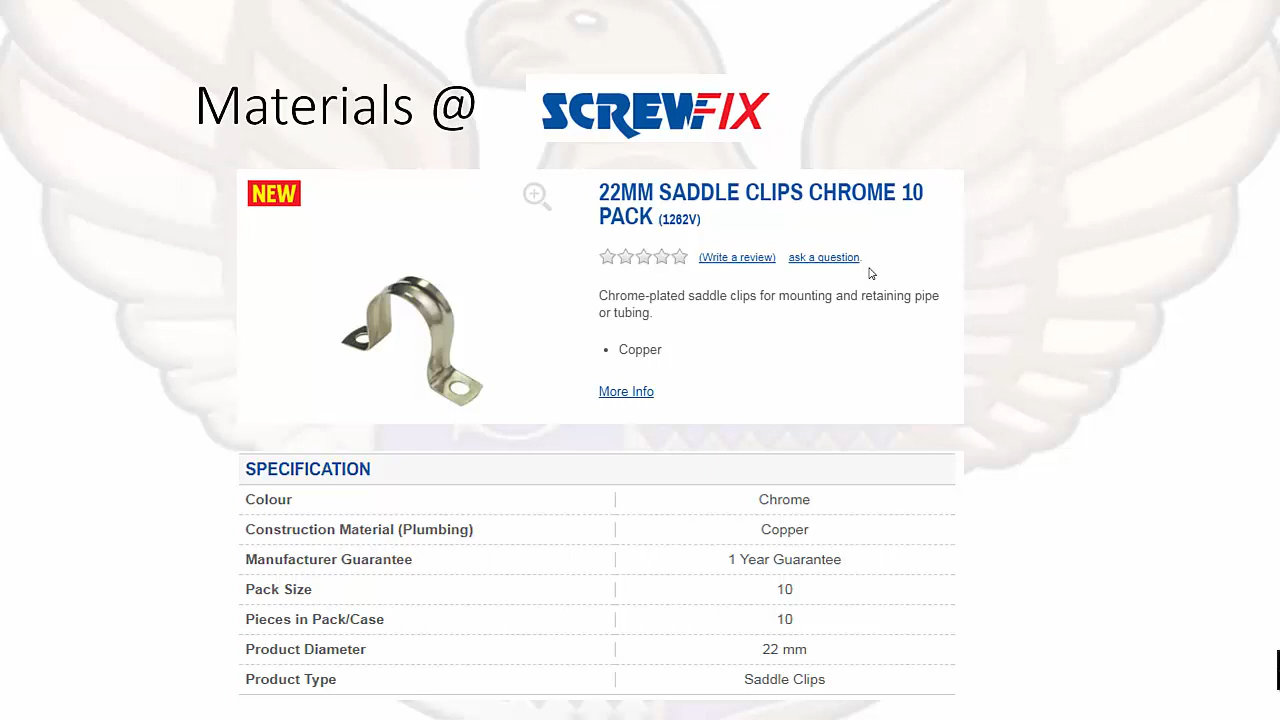 Materials @
SCREWFIX
NEW
22MM SADDLE CLIPS CHROME 10
PACK (1262V)
(Write a review) ask a question.
Chrome-plated saddle clips for mounting and retaining pipe
or tubing.
• Copper
More Info
SPECIFICATION
Colour Chrome
Construction Material (Plumbing) Copper
Manufacturer Guarantee 1 Year Guarantee
Pack Size 10
Pieces in Pack/Case 10
Product Diameter 22 mm
Product Type Saddle Clips